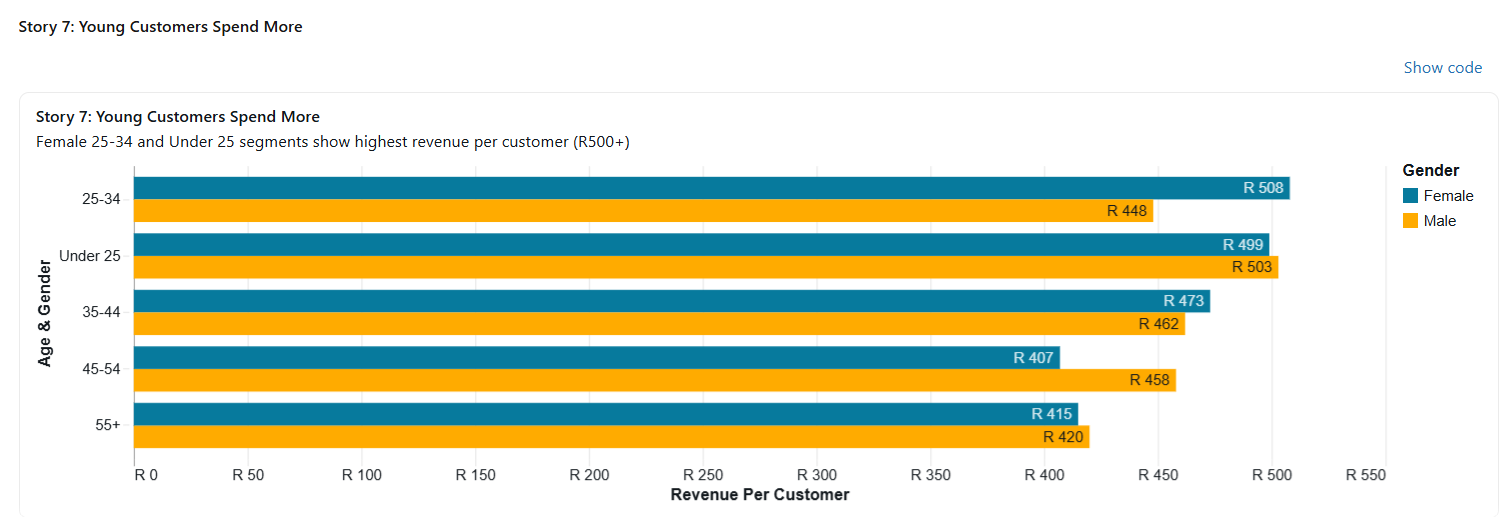 Story 7: Young Customers Spend More
Show code
Story 7: Young Customers Spend More
Female 25-34 and Under 25 segments show highest revenue per customer (R500+)
Gender
Female
Male
Age & Gender
25-34
R 508
R 448
Under 25
R 499
R 503
35-44
R 473
R 462
45-54
R 407
R 458
55+
R 415
R 420
R 0 R 50 R 100 R 150 R 200 R 250 R 300 R 350 R 400 R 450 R 500 R 550
Revenue Per Customer